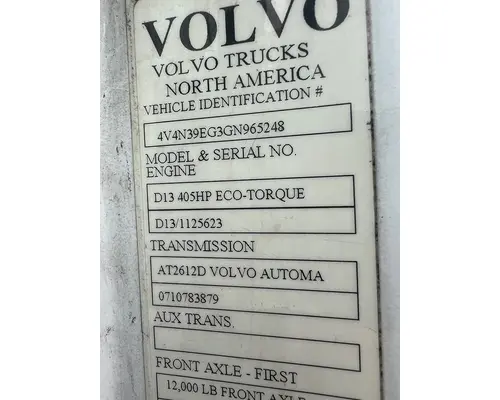 VOLVO
VOLVO TRUCKS
NORTH AMERICA
VEHICLE IDENTIFICATION #
4V4N39EG3GN965248
MODEL & SERIAL NO.
ENGINE
D13 405HP ECO-TORQUE
D13/1125623
TRANSMISSION
AT2612D VOLVO AUTOMA
0710783879
AUX TRANS.
FRONT AXLE - FIRST
12,000 LB FRONT AXLE